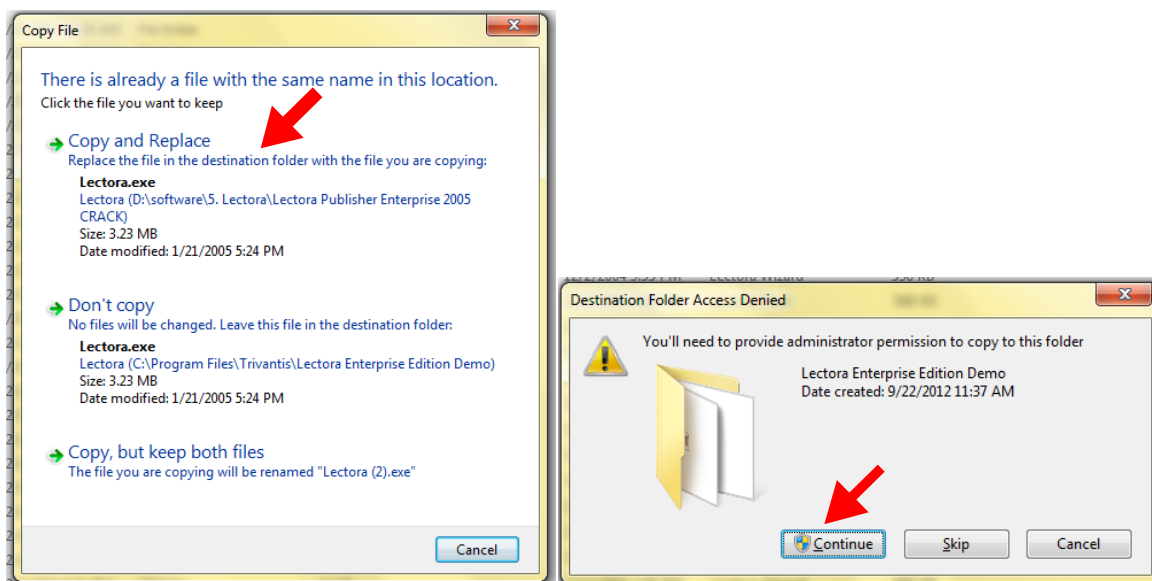 Copy File
There is already a file with the same name in this location.
Click the file you want to keep
Copy and Replace
Replace the file in the destination folder with the file you are copying:
Lectora.exe
Lectora (D:\software\5. Lectora\Lectora Publisher Enterprise 2005
CRACK)
Size: 3.23 MB
Date modified: 1/21/2005 5:24 PM
Don't copy
No files will be changed. Leave this file in the destination folder:
Lectora.exe
Lectora (C:\Program Files\Trivantis\Lectora Enterprise Edition Demo)
Size: 3.23 MB
Date modified: 1/21/2005 5:24 PM
Copy, but keep both files
The file you are copying will be renamed "Lectora (2).exe"
Cancel
Destination Folder Access Denied
You'll need to provide administrator permission to copy to this folder
Lectora Enterprise Edition Demo
Date created: 9/22/2012 11:37 AM
Continue
Skip
Cancel